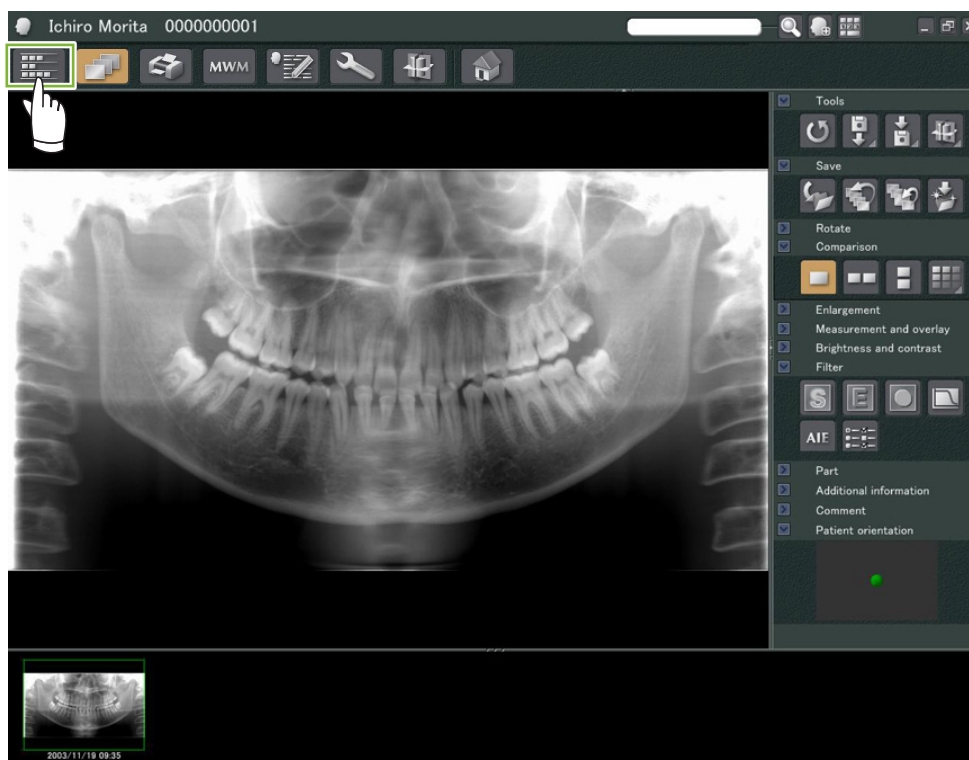 Ichiro Morita 0000000001
MWM
Tools
Save
Rotate
Comparison
Enlargement
Measurement and overlay
Brightness and contrast
Filter
S E
AIE
Part
Additional information
Comment
Patient orientation
2003/11/19 09:35